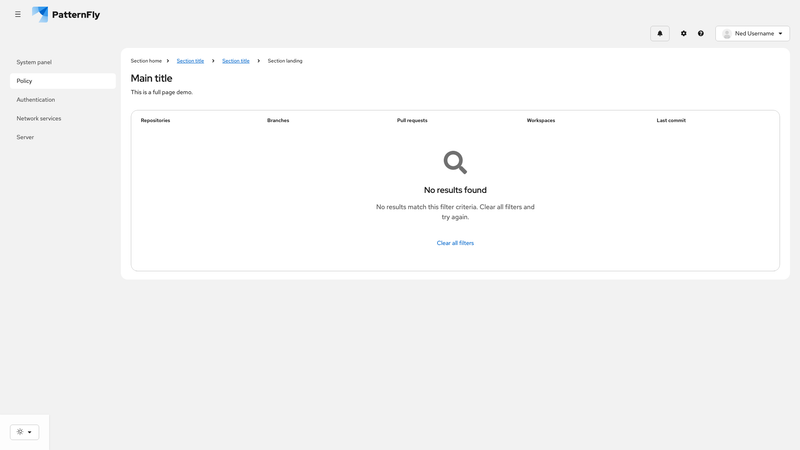 PatternFly
Ned Username
System panel
Policy
Authentication
Network services
Server
Section home
Section title
Section title
Section landing
Main title
This is a full page demo.
Repositories
Branches
Pull requests
Workspaces
Last commit
No results found
No results match this filter criteria. Clear all filters and
try again.
Clear all filters